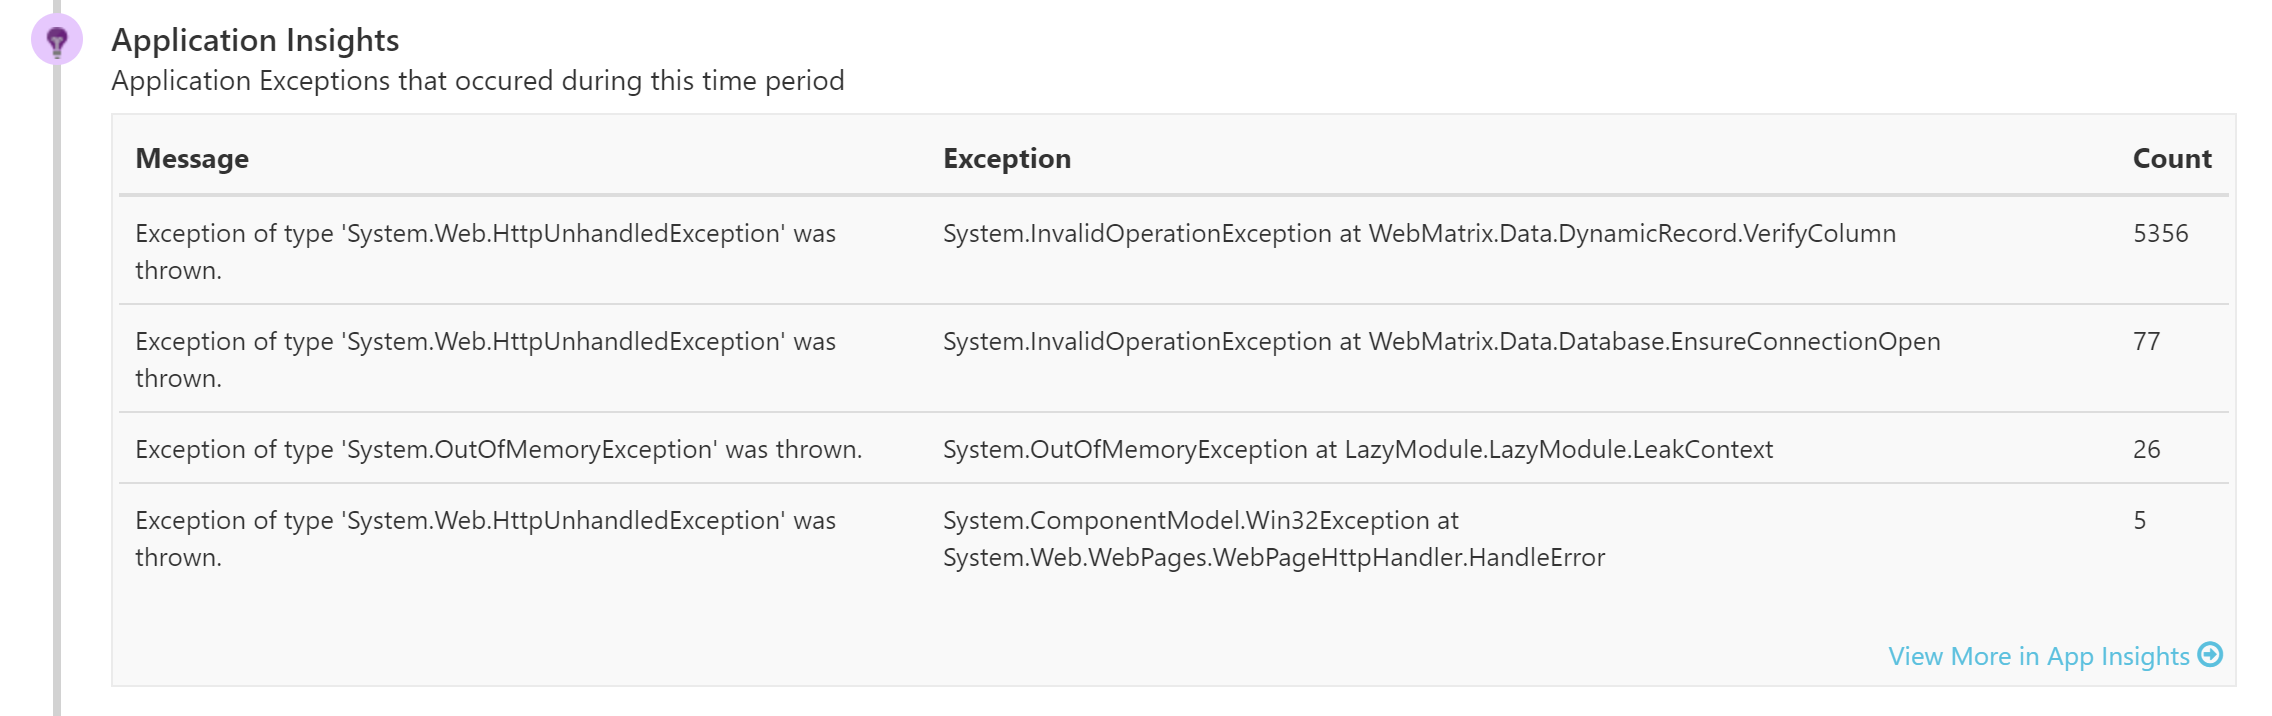 Application Insights
Application Exceptions that occured during this time period
Message Exception Count
Exception of type 'System.Web.HttpUnhandledException' was System.InvalidOperationException at WebMatrix.Data.DynamicRecord.VerifyColumn 5356
thrown.
Exception of type 'System.Web.HttpUnhandledException' was System.InvalidOperationException at WebMatrix.Data.Database.EnsureConnectionOpen 77
thrown.
Exception of type 'System.OutOfMemoryException' was thrown. System.OutOfMemoryException at LazyModule.LazyModule.LeakContext 26
Exception of type 'System.Web.HttpUnhandledException' was System.ComponentModel.Win32Exception at 5
thrown. System.Web.WebPages.WebPageHttpHandler.HandleError
View More in App Insights